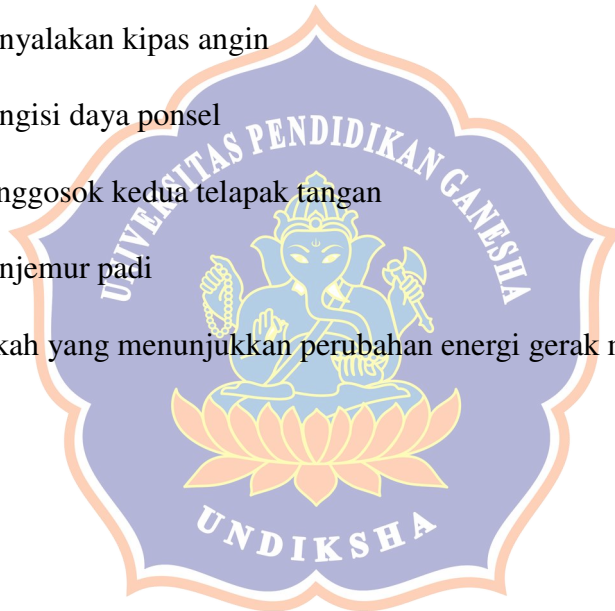 nyalakan kipas angin
ngisi daya ponsel
nggosok kedua telapak tangan
njemur padi
kah yang menunjukkan perubahan energi gerak
UNIVERSITAS PENDIDIKAN GANESHA
UNDIKSHA